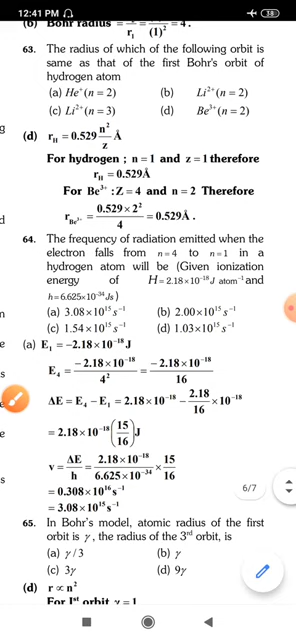 12:41 PM 38
(b) Bohr radius = = = 4 .
r₁ (1)²
63. The radius of which of the following orbit is
same as that of the first Bohr's orbit of
hydrogen atom
(a) He⁺(n = 2) (b) Li²⁺(n = 2)
(c) Li²⁺(n = 3) (d) Be³⁺(n = 2)
(d) r_H = 0.529 n²/z Å
For hydrogen ; n = 1 and z = 1 therefore
r_H = 0.529Å
For Be³⁺ : Z = 4 and n = 2 Therefore
r_Be³⁺ = (0.529 × 2²)/4 = 0.529Å .
64. The frequency of radiation emitted when the
electron falls from n = 4 to n = 1 in a
hydrogen atom will be (Given ionization
energy of H = 2.18×10⁻¹⁸ J atom⁻¹ and
h = 6.625×10⁻³⁴ Js )
(a) 3.08×10¹⁵ s⁻¹ (b) 2.00×10¹⁵ s⁻¹
(c) 1.54×10¹⁵ s⁻¹ (d) 1.03×10¹⁵ s⁻¹
(a) E₁ = −2.18×10⁻¹⁸ J
E₄ = (−2.18×10⁻¹⁸)/4² = (−2.18×10⁻¹⁸)/16
ΔE = E₄ − E₁ = 2.18×10⁻¹⁸ − 2.18/16 ×10⁻¹⁸
= 2.18×10⁻¹⁸ (15/16) J
v = ΔE/h = (2.18×10⁻¹⁸)/(6.625×10⁻³⁴) × 15/16
= 0.308×10¹⁶ s⁻¹
= 3.08×10¹⁵ s⁻¹
6/7
65. In Bohr's model, atomic radius of the first
orbit is γ , the radius of the 3ʳᵈ orbit, is
(a) γ / 3 (b) γ
(c) 3γ (d) 9γ
(d) r ∝ n²
For Iˢᵗ orbit γ = 1